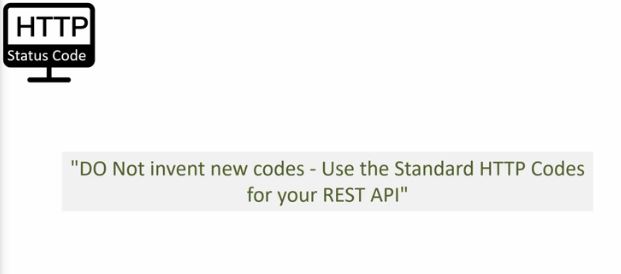 HTTP
Status Code
"DO Not invent new codes - Use the Standard HTTP Codes
for your REST API"